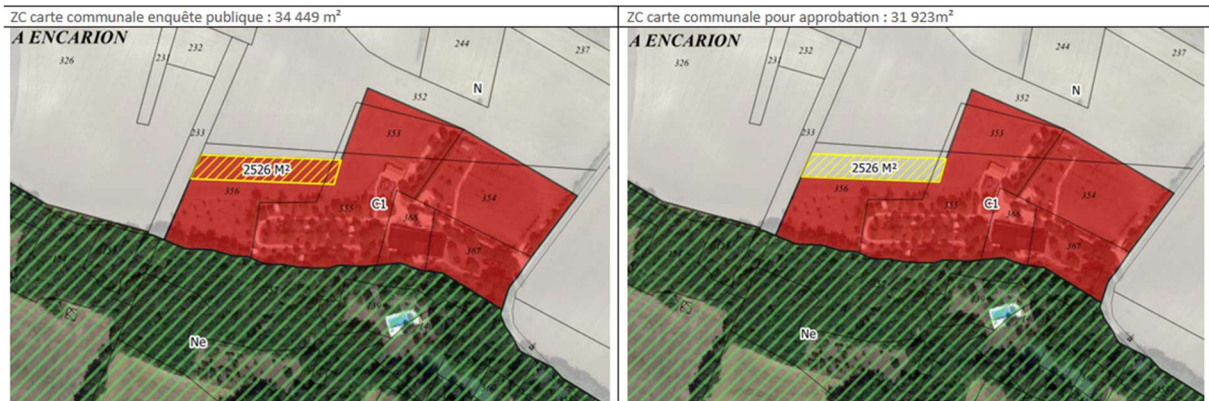 ZC carte communale enquête publique : 34 449 m²
A ENCARION
232
244
237
326
231
N
352
233
353
2526 M²
356
354
355
C1
368
367
Ne
ZC carte communale pour approbation : 31 923m²
A ENCARION
232
244
237
326
231
N
352
233
353
2526 M²
356
354
355
C1
368
367
Ne